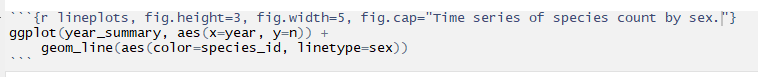 ```{r lineplots, fig.height=3, fig.width=5, fig.cap="Time series of species count by sex."}
ggplot(year_summary, aes(x=year, y=n)) +
    geom_line(aes(color=species_id, linetype=sex))
```